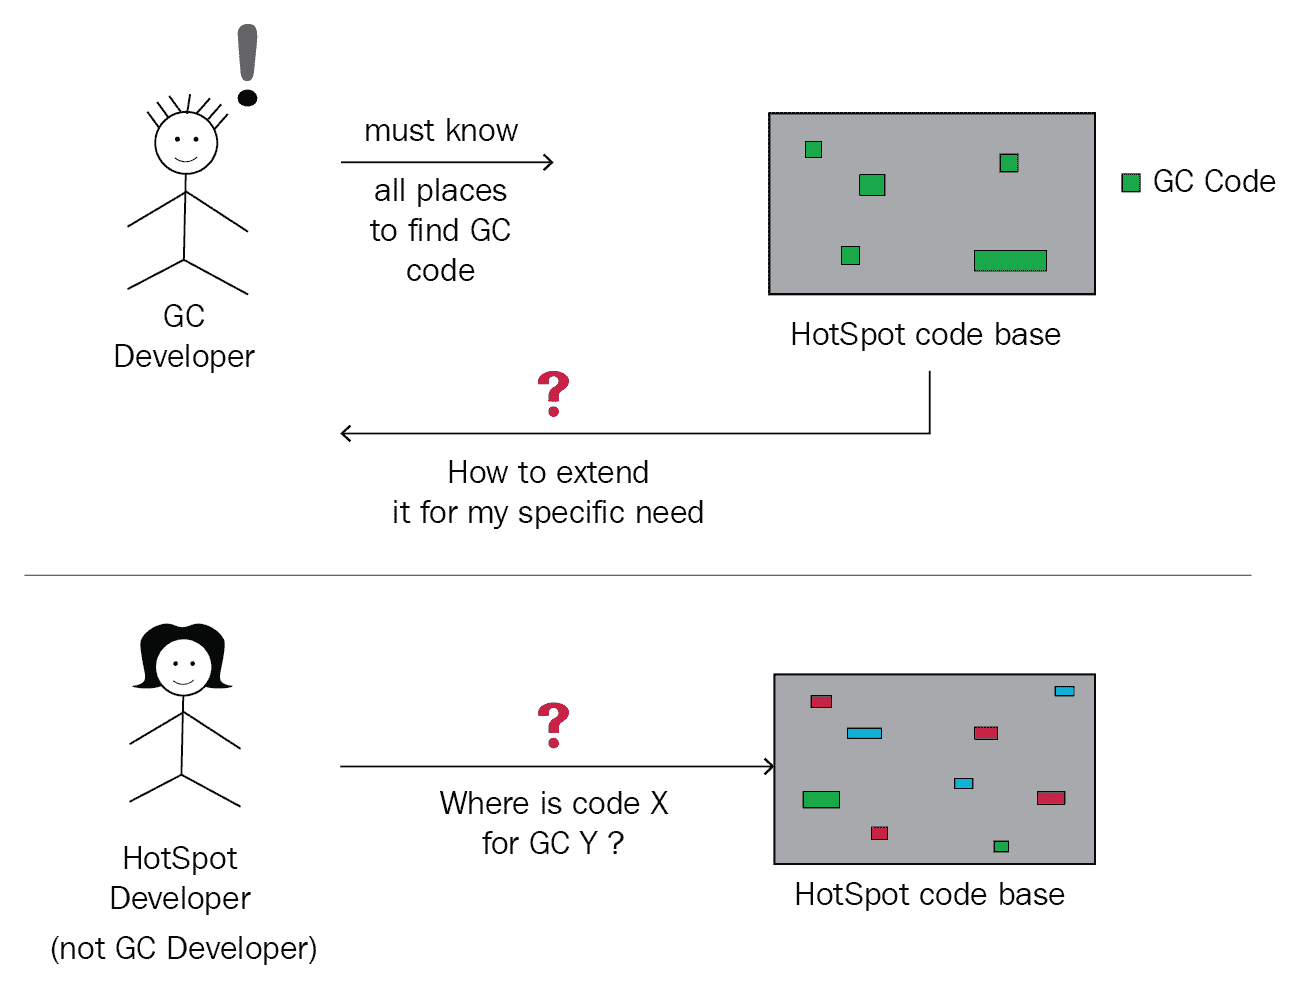 must know
all places
to find GC
code
GC Code
GC
Developer
HotSpot code base
?
How to extend
it for my specific need
?
Where is code X
for GC Y ?
HotSpot
Developer
(not GC Developer)
HotSpot code base